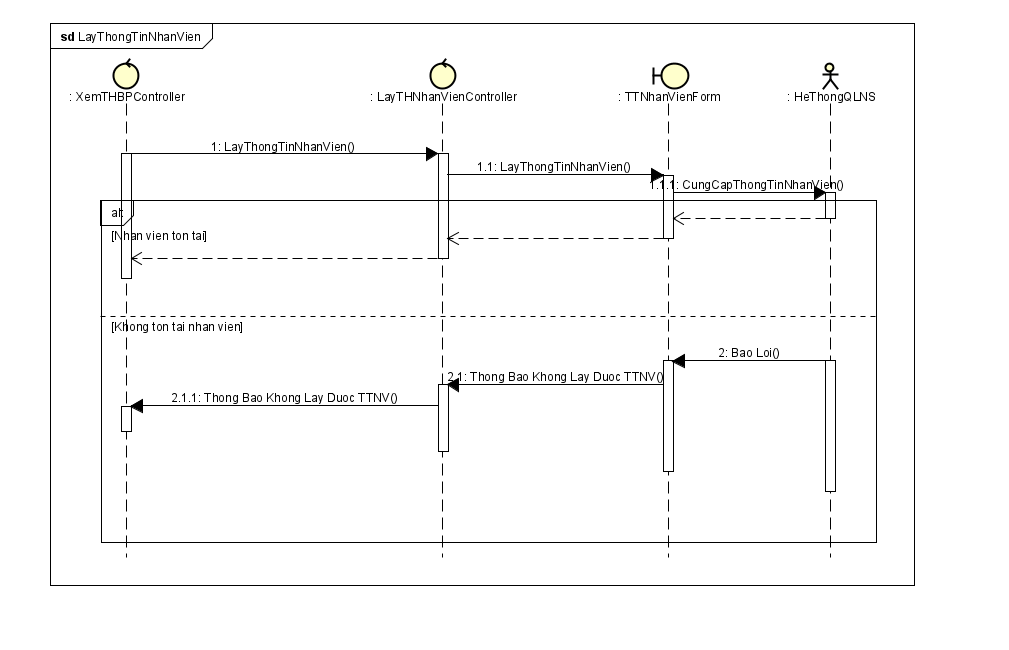 sd LayThongTinNhanVien
: XemTHBPController
: LayTHNhanVienController
: TTNhanVienForm
: HeThongQLNS
1: LayThongTinNhanVien()
1.1: LayThongTinNhanVien()
1.1.1: CungCapThongTinNhanVien()
alt
[Nhan vien ton tai]
[Khong ton tai nhan vien]
2: Bao Loi()
2.1: Thong Bao Khong Lay Duoc TTNV()
2.1.1: Thong Bao Khong Lay Duoc TTNV()